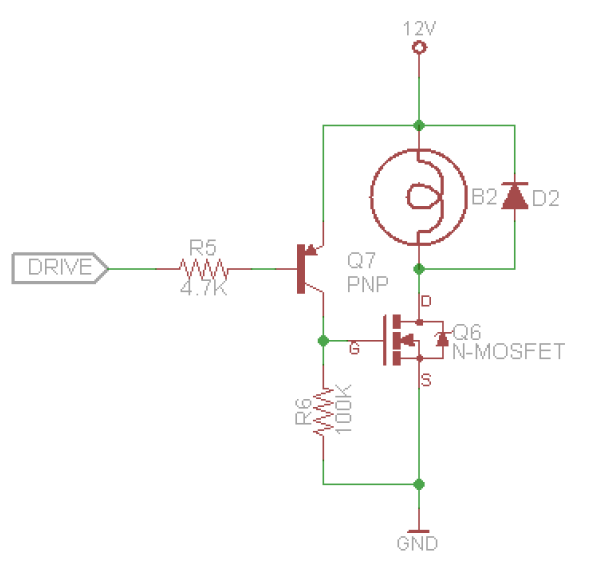 12V
B2
D2
R5
DRIVE
4.7K
Q7
PNP
D
Q6
G
N-MOSFET
S
R6
100K
GND